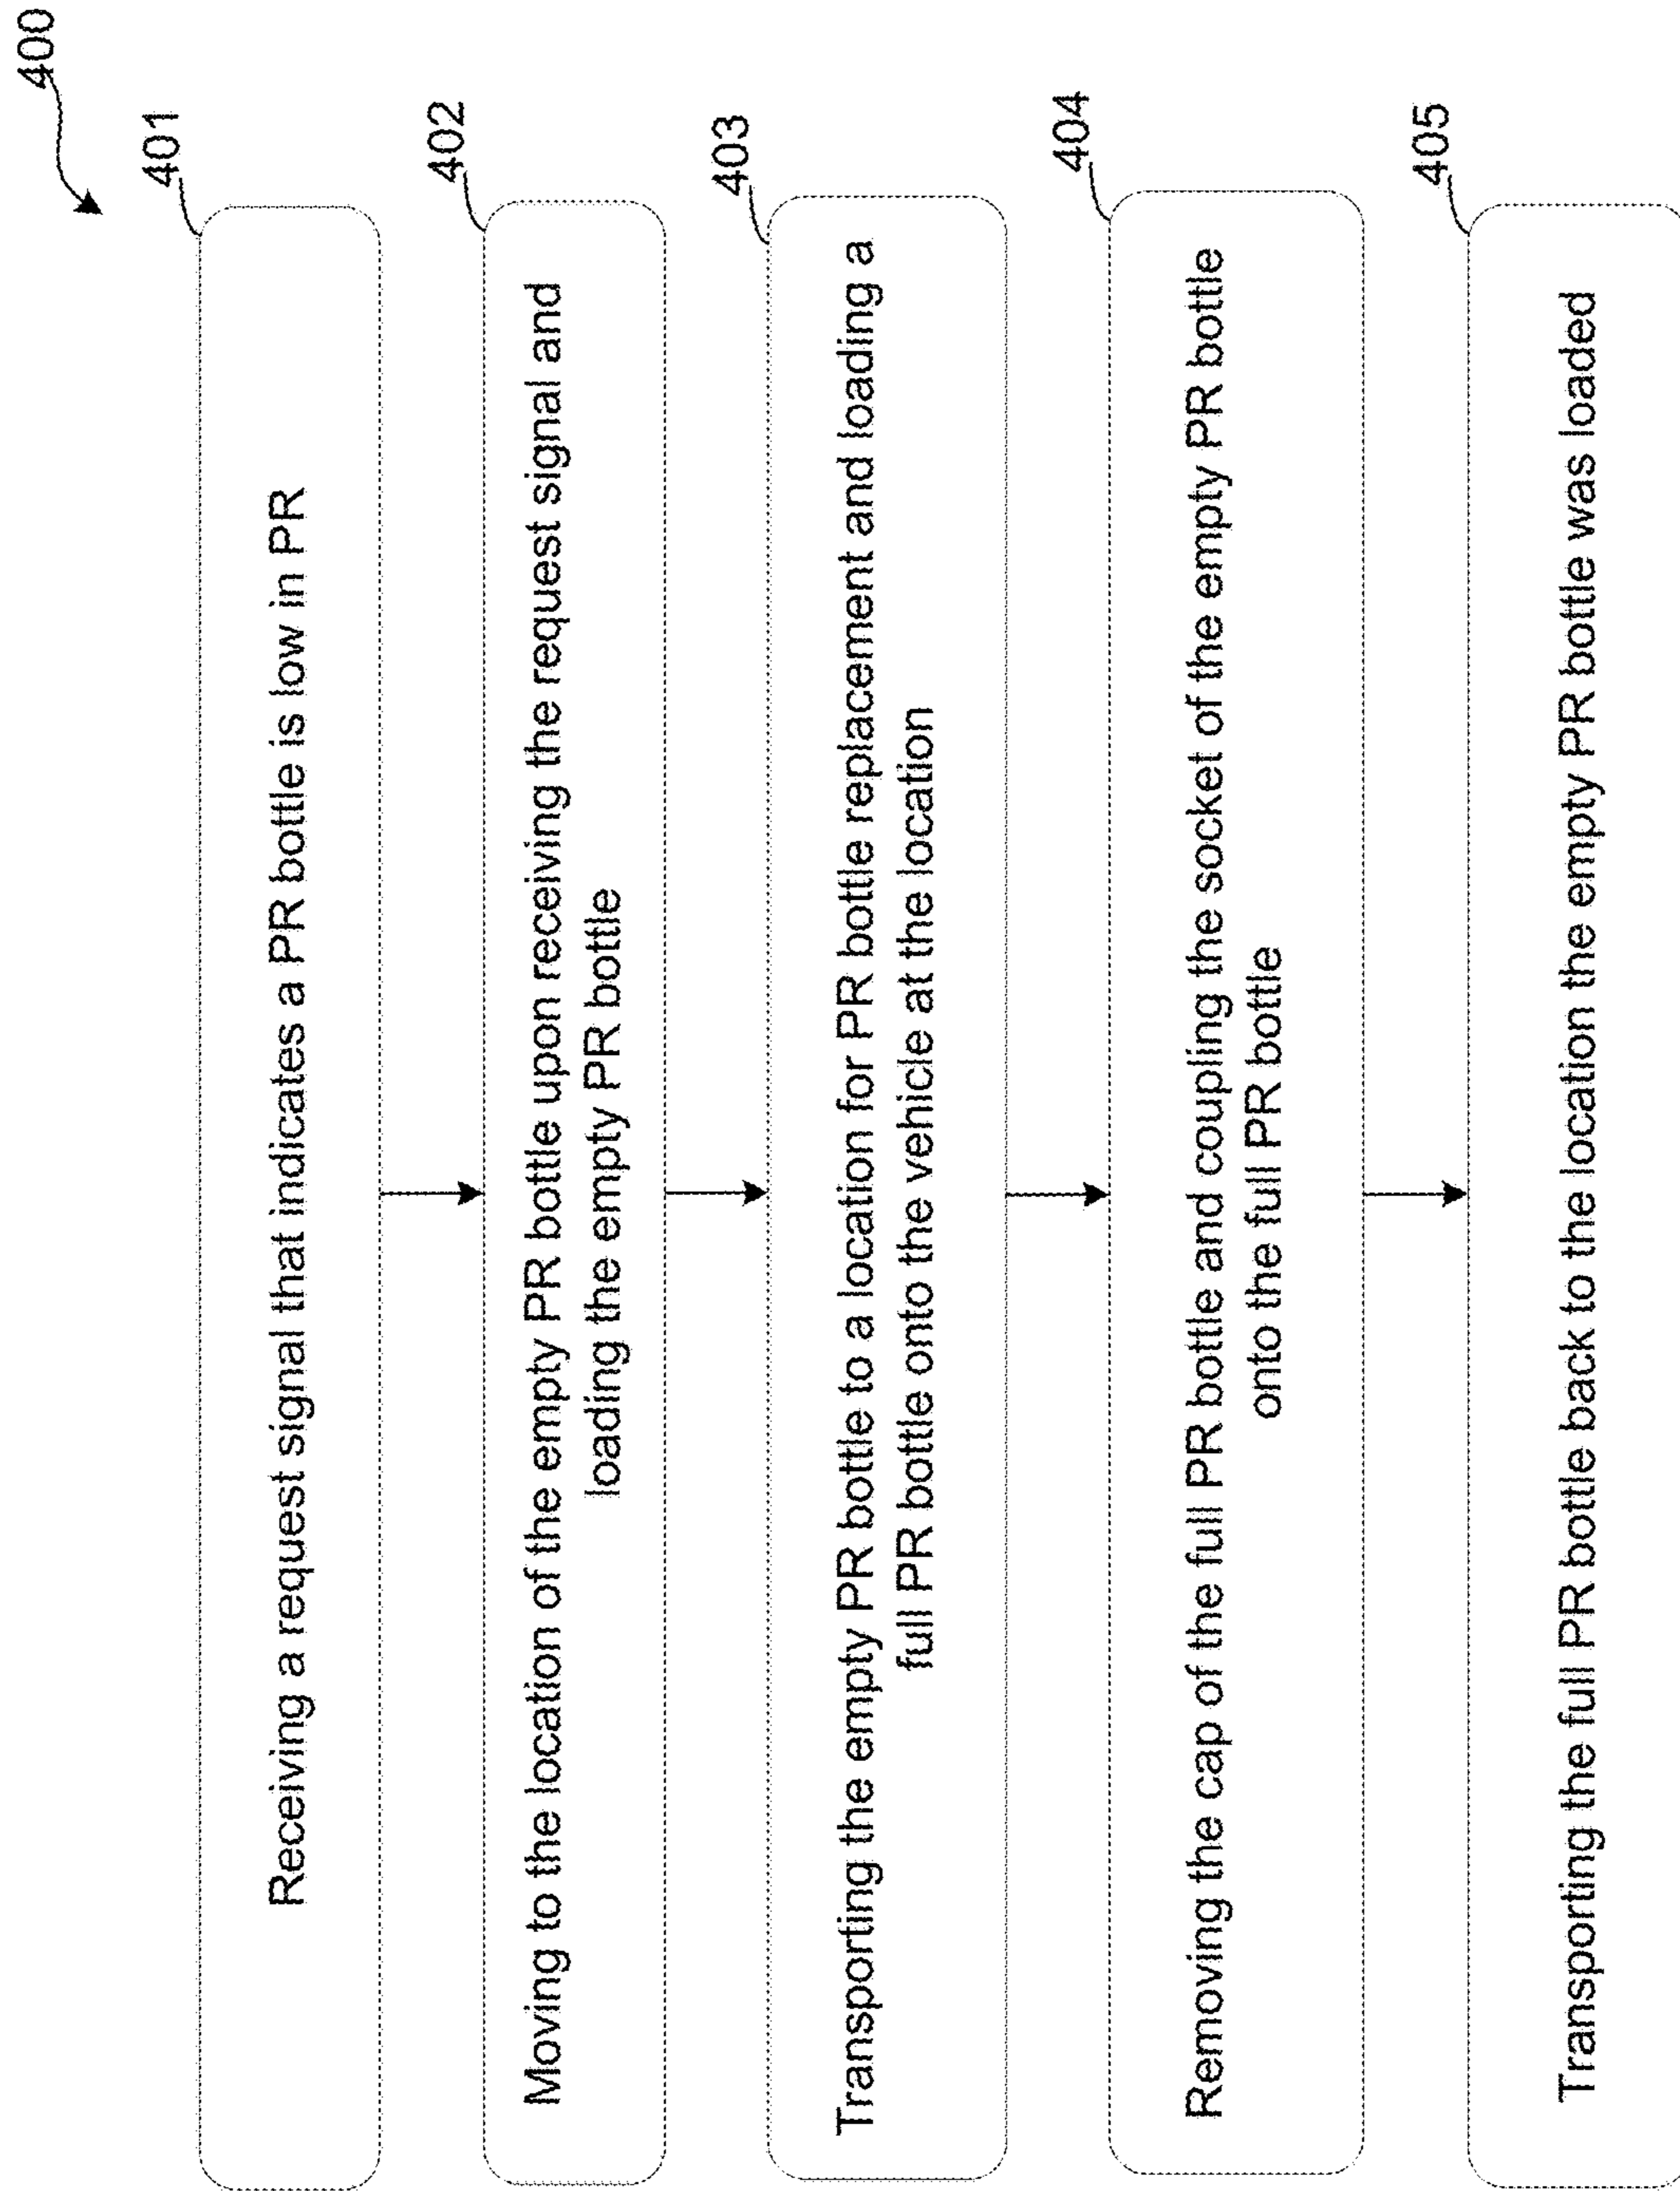 400
401
Receiving a request signal that indicates a PR bottle is low in PR
402
Moving to the location of the empty PR bottle upon receiving the request signal and
loading the empty PR bottle
403
Transporting the empty PR bottle to a location for PR bottle replacement and loading a
full PR bottle onto the vehicle at the location
404
Removing the cap of the full PR bottle and coupling the socket of the empty PR bottle
onto the full PR bottle
405
Transporting the full PR bottle back to the location the empty PR bottle was loaded